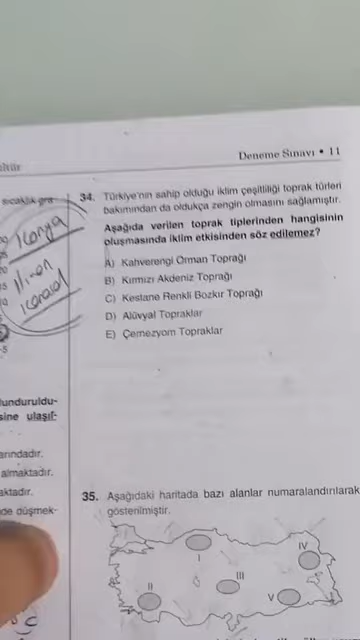 Deneme Sınavı • 11
sıcaklık
34. Türkiye'nin sahip olduğu iklim çeşitliliği toprak türleri
bakımından da oldukça zengin olmasını sağlamıştır.
Aşağıda verilen toprak tiplerinden hangisinin
oluşmasında iklim etkisinden söz edilemez?
Konya
A) Kahverengi Orman Toprağı
B) Kırmızı Akdeniz Toprağı
C) Kestane Renkli Bozkır Toprağı
D) Alüvyal Topraklar
E) Çernezyom Topraklar
lunduruldu-
sine ulaşıl-
arındadır.
almaktadır.
aktadır.
de düşmek-
35. Aşağıdaki haritada bazı alanlar numaralandırılarak
gösterilmiştir.
I
IV
II
III
V